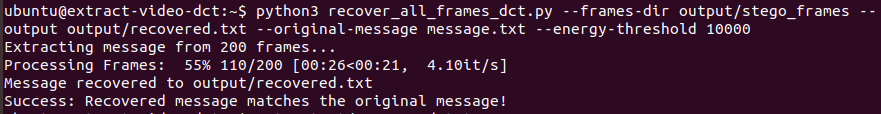 ubuntu@extract-video-dct:~$ python3 recover_all_frames_dct.py --frames-dir output/stego_frames --
output output/recovered.txt --original-message message.txt --energy-threshold 10000
Extracting message from 200 frames...
Processing Frames:  55% 110/200 [00:26<00:21,  4.10it/s]
Message recovered to output/recovered.txt
Success: Recovered message matches the original message!